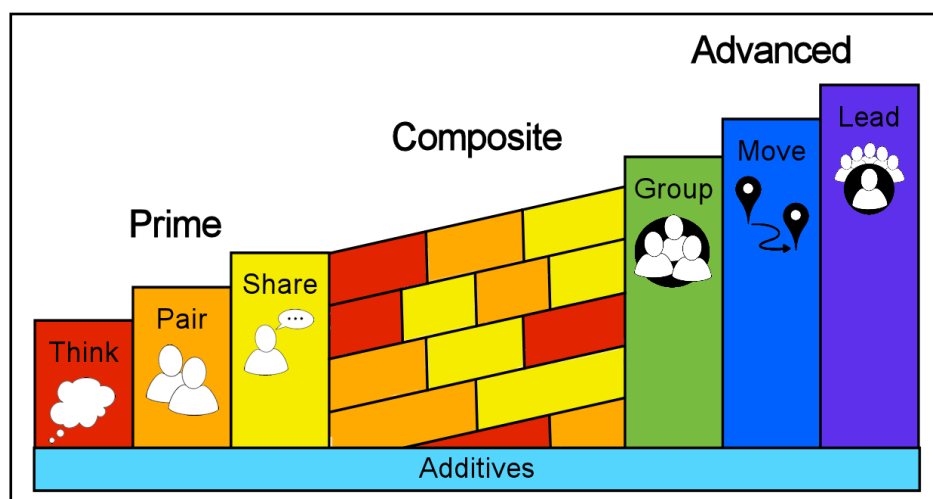 Advanced
Composite
Prime
Think
Pair
Share
Group
Move
Lead
Additives